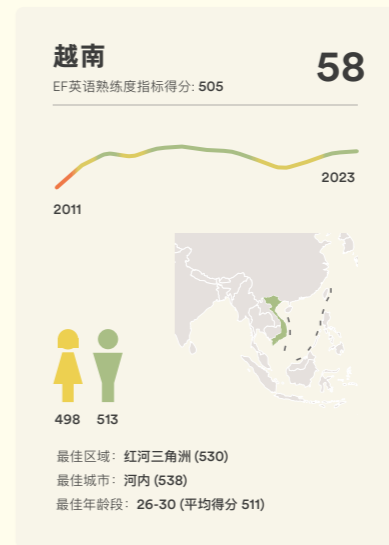 越南
58
EF英语熟练度指标得分: 505
2023
2011
498 513
最佳区域：红河三角洲 (530)
最佳城市：河内 (538)
最佳年龄段：26-30 (平均得分 511)